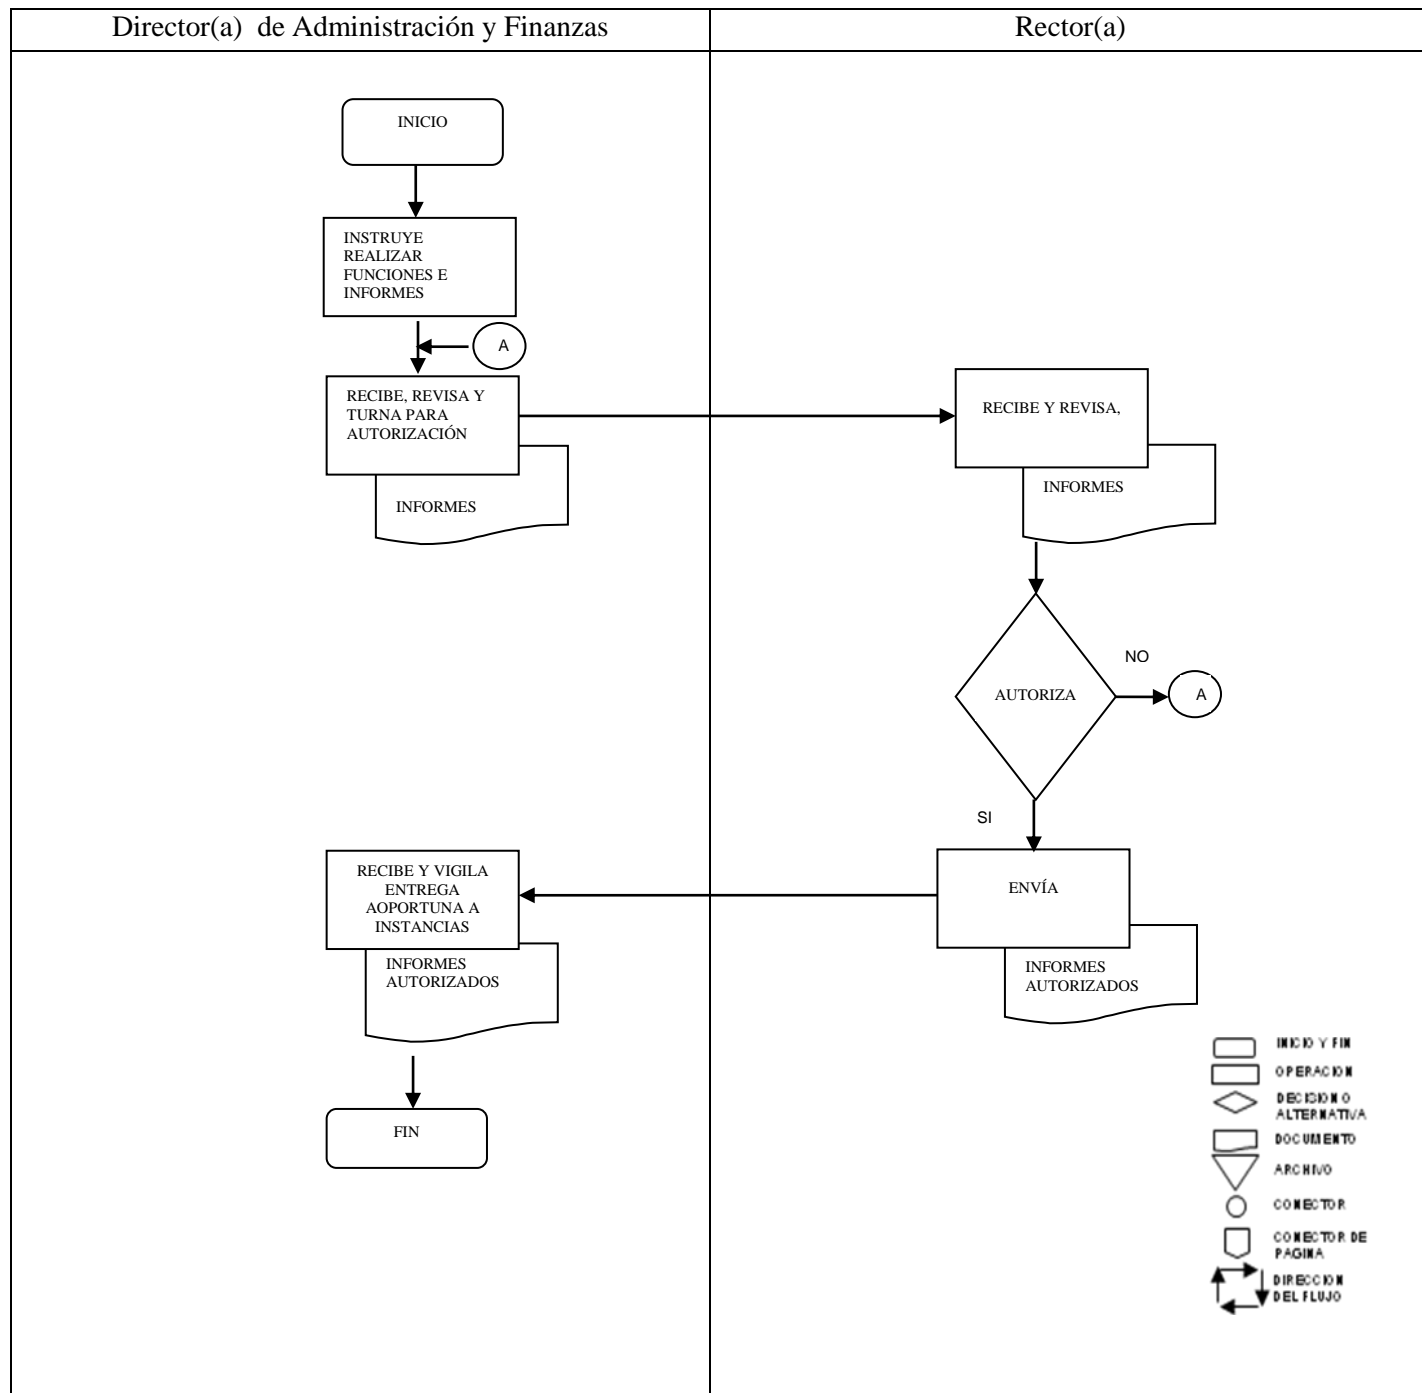 Director(a) de Administración y Finanzas
Rector(a)
INICIO
INSTRUYE
REALIZAR
FUNCIONES E
INFORMES
A
RECIBE, REVISA Y
TURNA PARA
AUTORIZACIÓN
INFORMES
RECIBE Y REVISA,
INFORMES
AUTORIZA
NO
A
SI
ENVÍA
INFORMES
AUTORIZADOS
RECIBE Y VIGILA
ENTREGA
AOPORTUNA A
INSTANCIAS
INFORMES
AUTORIZADOS
FIN
INICIO Y FIN
OPERACION
DECISION O
ALTERNATIVA
DOCUMENTO
ARCHIVO
CONECTOR
CONECTOR DE
PAGINA
DIRECCION
DEL FLUJO